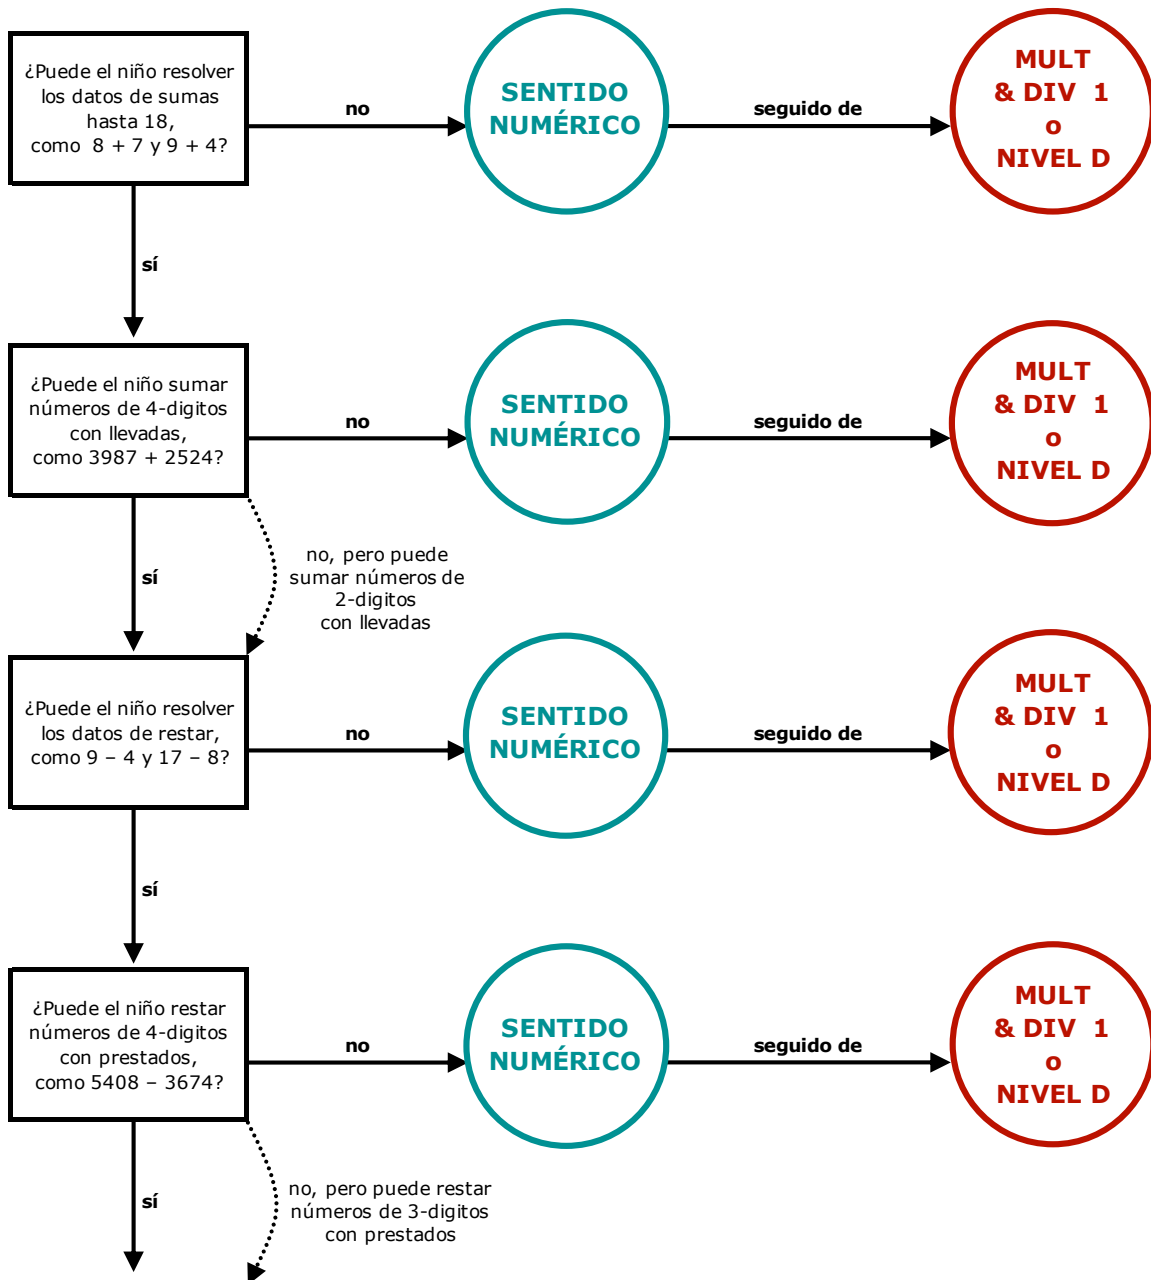 ¿Puede el niño resolver
los datos de sumas
hasta 18,
como 8 + 7 y 9 + 4?
no
SENTIDO
NUMÉRICO
seguido de
MULT
& DIV 1
o
NIVEL D
sí
¿Puede el niño sumar
números de 4-digitos
con llevadas,
como 3987 + 2524?
no
SENTIDO
NUMÉRICO
seguido de
MULT
& DIV 1
o
NIVEL D
sí
no, pero puede
sumar números de
2-digitos
con llevadas
¿Puede el niño resolver
los datos de restar,
como 9 – 4 y 17 – 8?
no
SENTIDO
NUMÉRICO
seguido de
MULT
& DIV 1
o
NIVEL D
sí
¿Puede el niño restar
números de 4-digitos
con prestados,
como 5408 – 3674?
no
SENTIDO
NUMÉRICO
seguido de
MULT
& DIV 1
o
NIVEL D
sí
no, pero puede restar
números de 3-digitos
con prestados